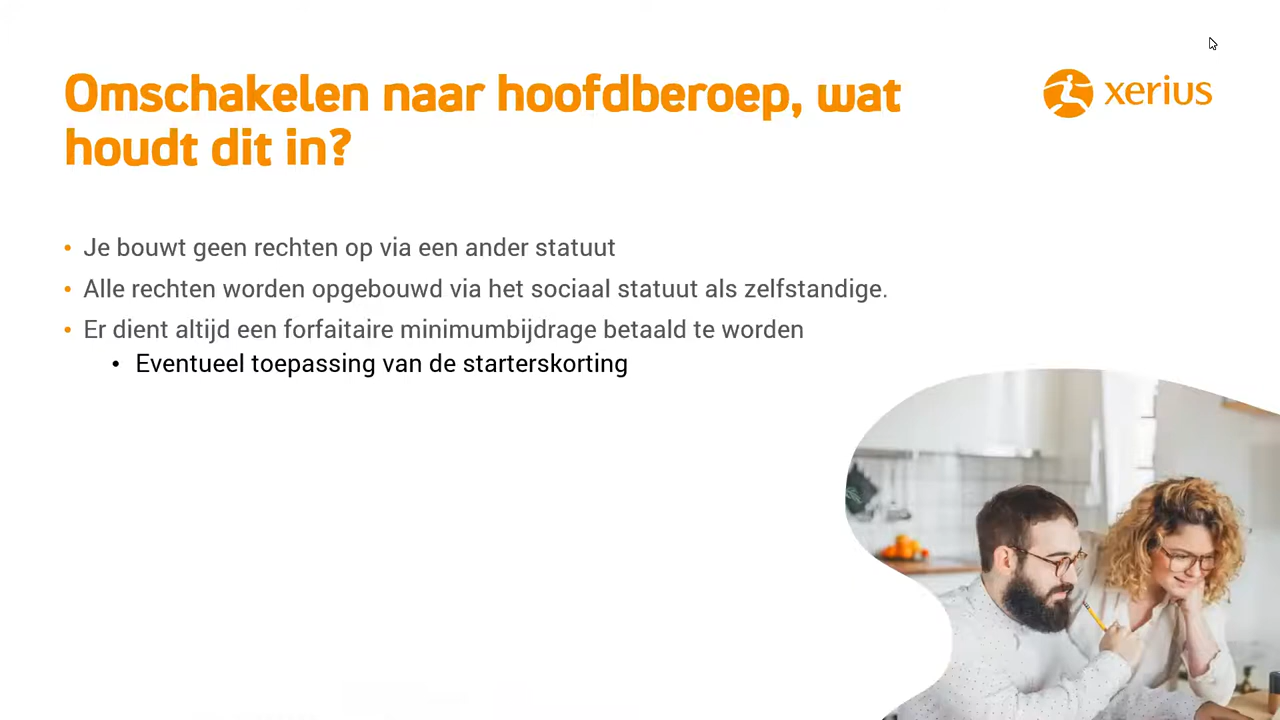 Omschakelen naar hoofdberoep, wat
houdt dit in?
xerius
• Je bouwt geen rechten op via een ander statuut
• Alle rechten worden opgebouwd via het sociaal statuut als zelfstandige.
• Er dient altijd een forfaitaire minimumbijdrage betaald te worden
• Eventueel toepassing van de starterskorting